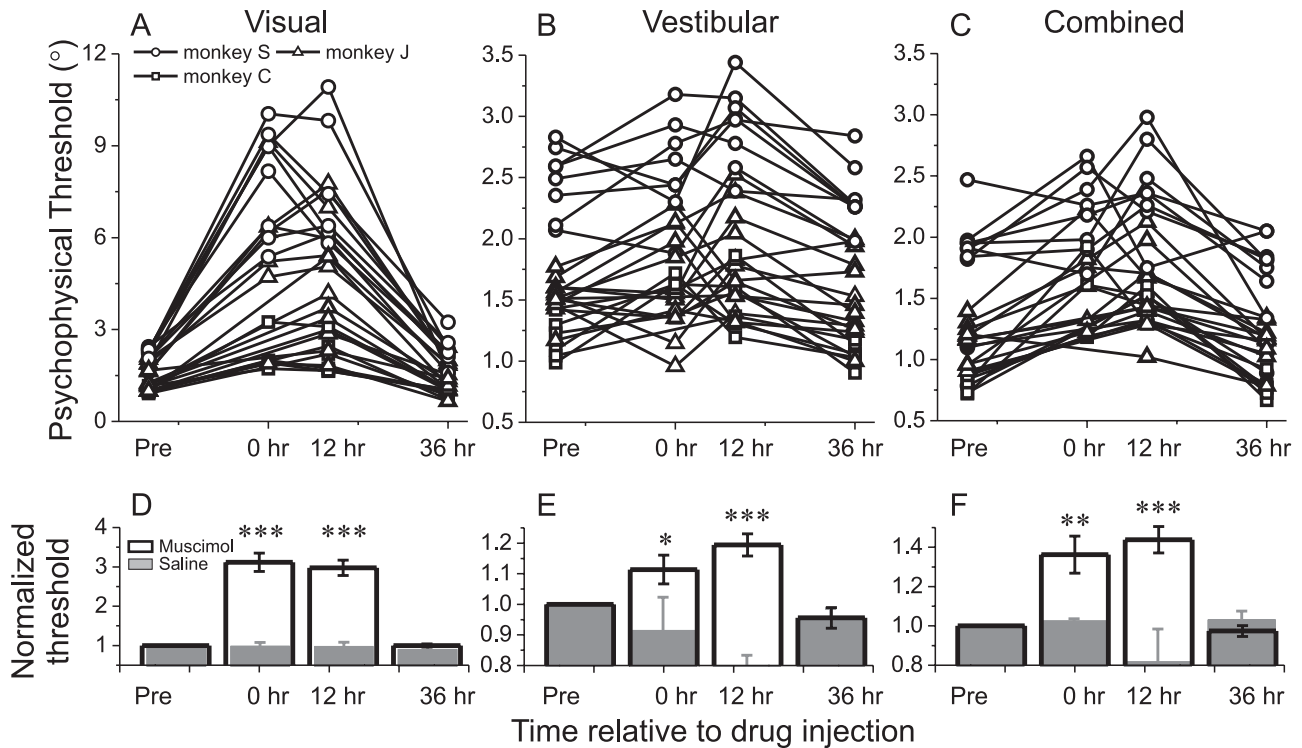 A Visual
B Vestibular
C Combined
monkey S
monkey J
monkey C
Psychophysical Threshold (°)
12
9
6
3
0
Pre 0 hr 12 hr 36 hr
3.5
3.0
2.5
2.0
1.5
1.0
0.5
Pre 0 hr 12 hr 36 hr
3.5
3.0
2.5
2.0
1.5
1.0
0.5
Pre 0 hr 12 hr 36 hr
Normalized
threshold
D
Muscimol
Saline
*** ***
4
3
2
1
Pre 0 hr 12 hr 36 hr
E
* ***
1.2
1.1
1.0
0.9
0.8
Pre 0 hr 12 hr 36 hr
F
** ***
1.4
1.2
1.0
0.8
Pre 0 hr 12 hr 36 hr
Time relative to drug injection